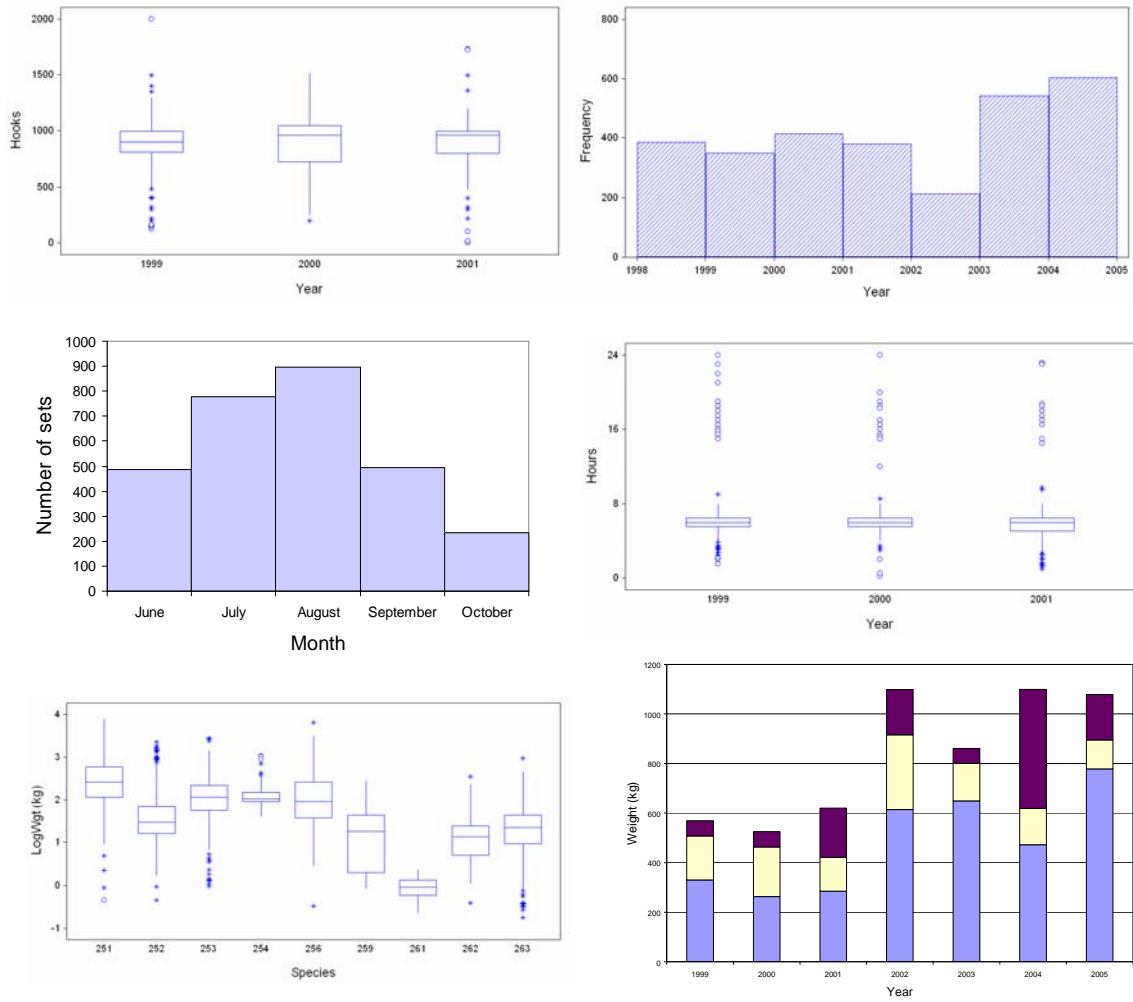 2000
1500
1000
500
0
Hooks
1999 2000 2001
Year
800
600
400
200
0
Frequency
1998 1999 2000 2001 2002 2003 2004 2005
Year
1000
900
800
700
600
500
400
300
200
100
0
Number of sets
June July August September October
Month
24
16
8
0
Hours
1999 2000 2001
Year
4
3
2
1
0
-1
LogWgt (kg)
251 252 253 254 256 259 261 262 263
Species
1200
1000
800
600
400
200
0
Weight (kg)
1999 2000 2001 2002 2003 2004 2005
Year